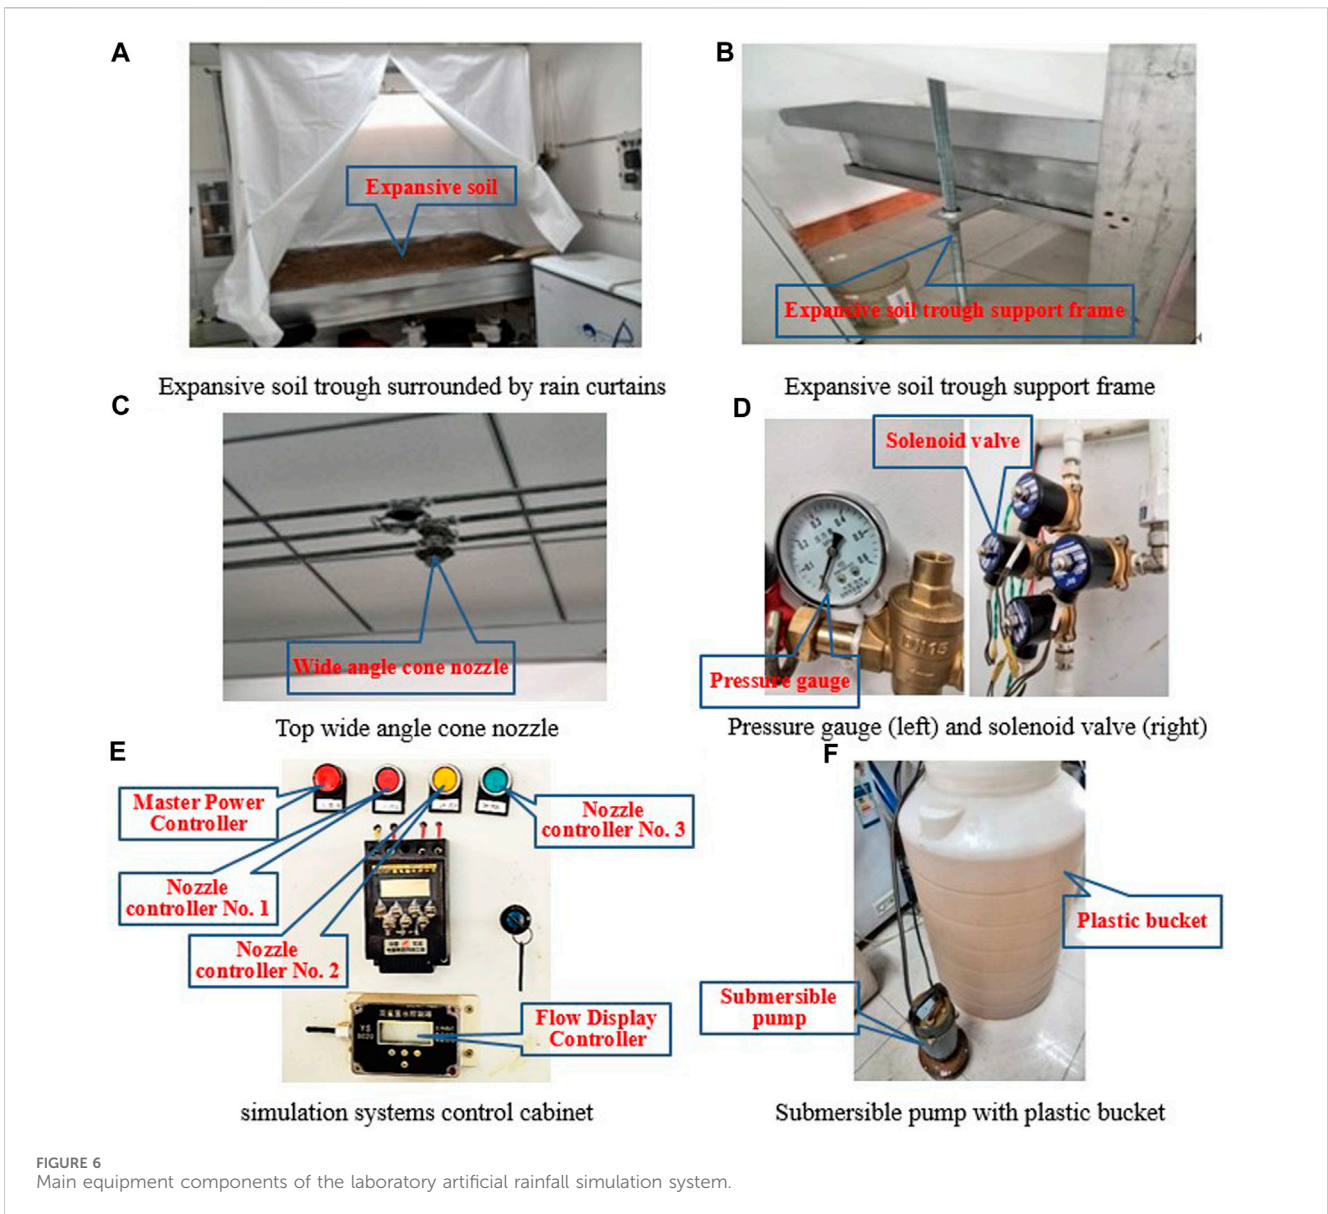 A
B
Expansive soil
Expansive soil trough support frame
Expansive soil trough surrounded by rain curtains
Expansive soil trough support frame
C
D
Solenoid valve
Wide angle cone nozzle
Pressure gauge
DN15
Top wide angle cone nozzle
Pressure gauge (left) and solenoid valve (right)
E
F
Master Power
Controller
Nozzle
controller No. 3
Nozzle
controller No. 1
Nozzle
controller No. 2
Plastic bucket
Submersible
pump
Flow Display
Controller
simulation systems control cabinet
Submersible pump with plastic bucket
FIGURE 6
Main equipment components of the laboratory artificial rainfall simulation system.